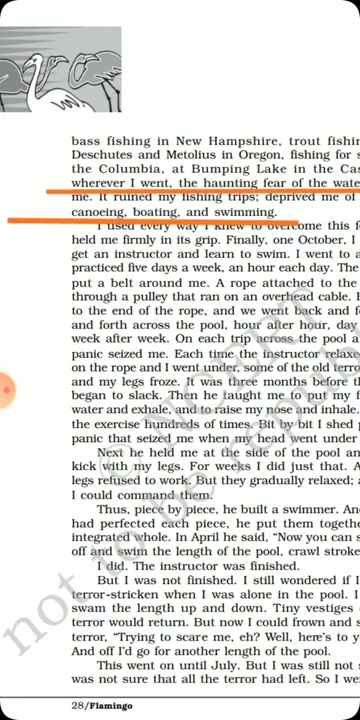 bass fishing in New Hampshire, trout fishin
Deschutes and Metolius in Oregon, fishing for s
the Columbia, at Bumping Lake in the Cas
wherever I went, the haunting fear of the wate
me. It ruined my fishing trips; deprived me of
canoeing, boating, and swimming.
I used every way I knew to overcome this f
held me firmly in its grip. Finally, one October, I
get an instructor and learn to swim. I went to a
practiced five days a week, an hour each day. The
put a belt around me. A rope attached to the
through a pulley that ran on an overhead cable.
to the end of the rope, and we went back and f
and forth across the pool, hour after hour, day
week after week. On each trip across the pool a
panic seized me. Each time the instructor relaxe
on the rope and I went under, some of the old terro
and my legs froze. It was three months before th
began to slack. Then he taught me to put my f
water and exhale, and to raise my nose and inhale.
the exercise hundreds of times. Bit by bit I shed p
panic that seized me when my head went under
Next he held me at the side of the pool an
kick with my legs. For weeks I did just that. A
legs refused to work. But they gradually relaxed; a
I could command them.
Thus, piece by piece, he built a swimmer. An
had perfected each piece, he put them togethe
integrated whole. In April he said, “Now you can s
off and swim the length of the pool, crawl stroke
I did. The instructor was finished.
But I was not finished. I still wondered if I
terror-stricken when I was alone in the pool. I
swam the length up and down. Tiny vestiges
terror would return. But now I could frown and s
terror, “Trying to scare me, eh? Well, here’s to y
And off I’d go for another length of the pool.
This went on until July. But I was still not s
was not sure that all the terror had left. So I we
28/Flamingo
© NCERT
not to be republi